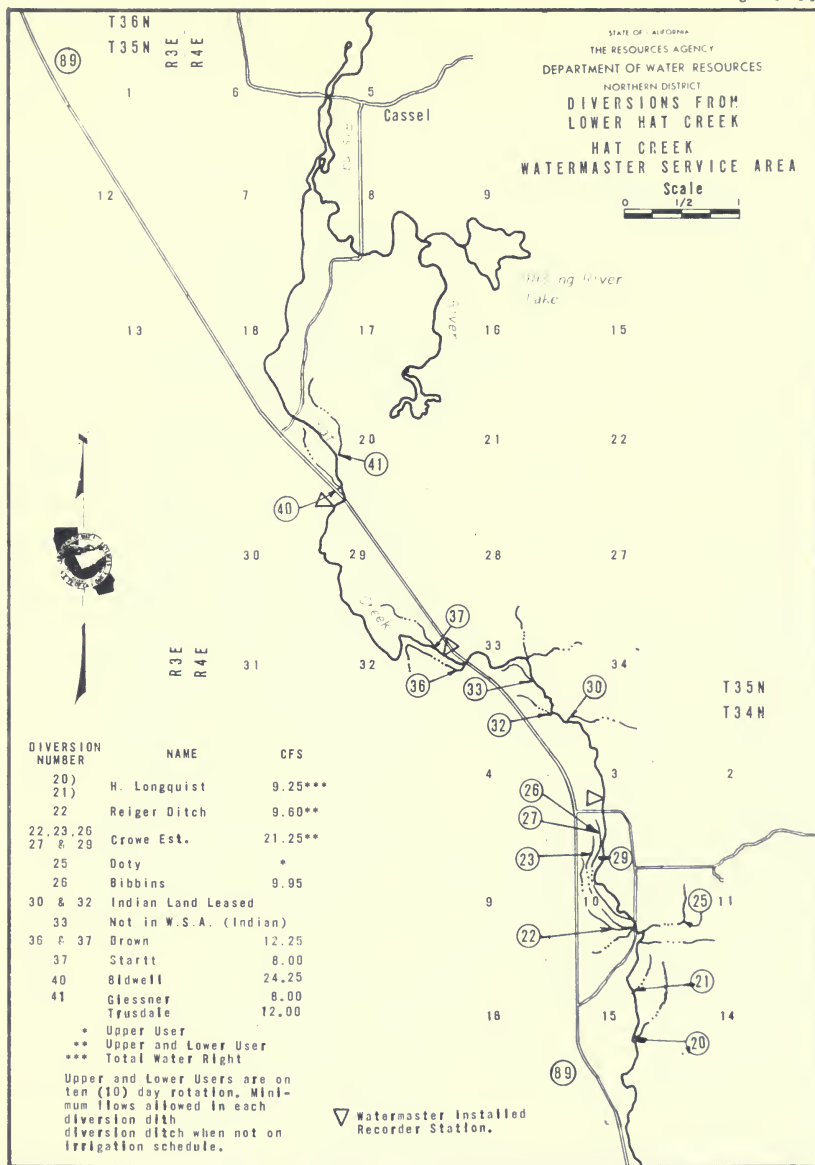 T36N
T35N
R3E
R4E
89
STATE OF CALIFORNIA
THE RESOURCES AGENCY
DEPARTMENT OF WATER RESOURCES
NORTHERN DISTRICT
DIVERSIONS FROM
LOWER HAT CREEK
HAT CREEK
WATERMASTER SERVICE AREA
Scale
0 1/2 1
1 6 5
Cassel
12 7 8 9
River
Lake
River
13 18 17 16 15
20 21 22
41
40
30 29 28 27
Creek
37
33
R3E
R4E
31 32 34
36 33 30
32
T35N
T34N
4 3 2
26
27
23 29
9 10 25 11
22
21
18 15 14
20
89
DIVERSION
NUMBER NAME CFS
20)
21) H. Longquist 9.25***
22 Reiger Ditch 9.60**
22,23,26
27 & 29 Crowe Est. 21.25**
25 Doty *
26 Bibbins 9.95
30 & 32 Indian Land Leased
33 Not in W.S.A. (Indian)
36 & 37 Brown 12.25
37 Startt 8.00
40 Bidwell 24.25
41 Giessner 8.00
Trusdale 12.00
* Upper User
** Upper and Lower User
*** Total Water Right
Upper and Lower Users are on
ten (10) day rotation. Mini-
mum flows allowed in each
diversion dith
diversion ditch when not on
irrigation schedule.
Watermaster Installed
Recorder Station.